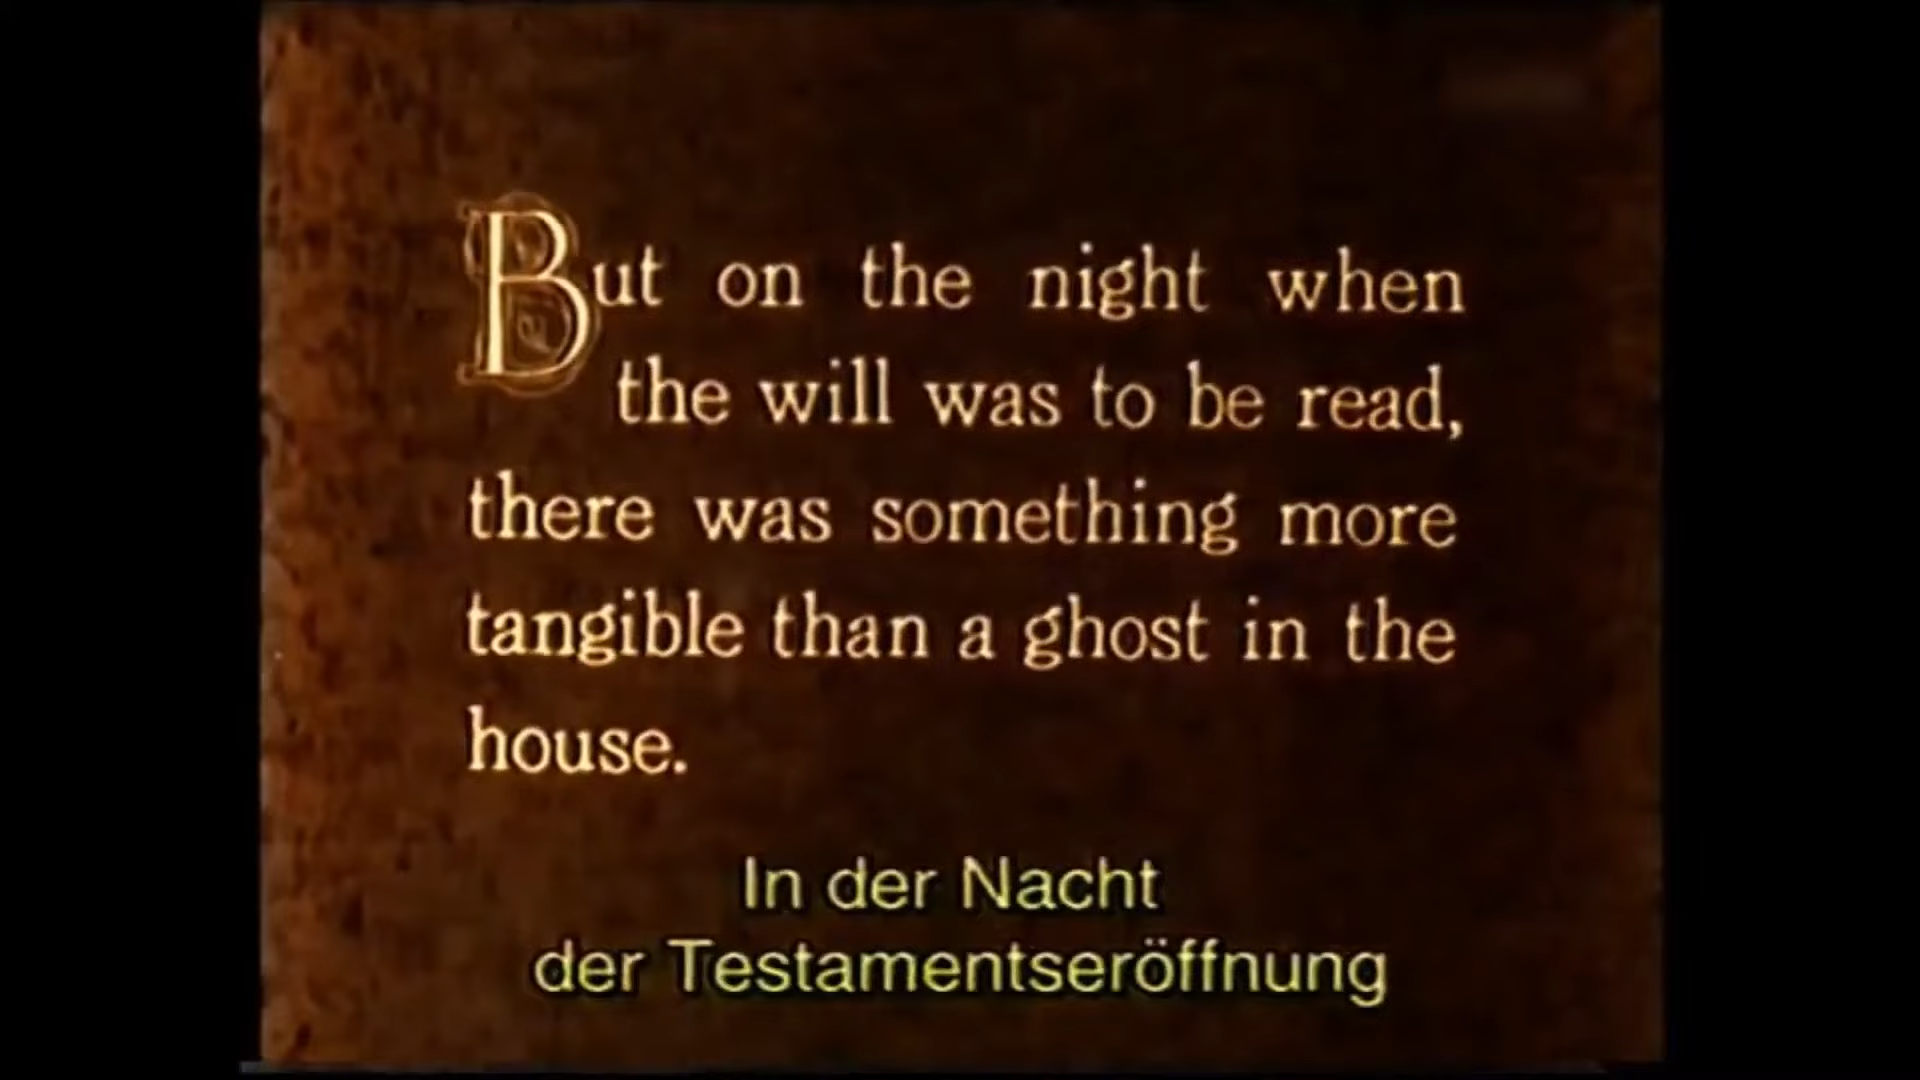 But on the night when
the will was to be read,
there was something more
tangible than a ghost in the
house.
In der Nacht
der Testamentseröffnung